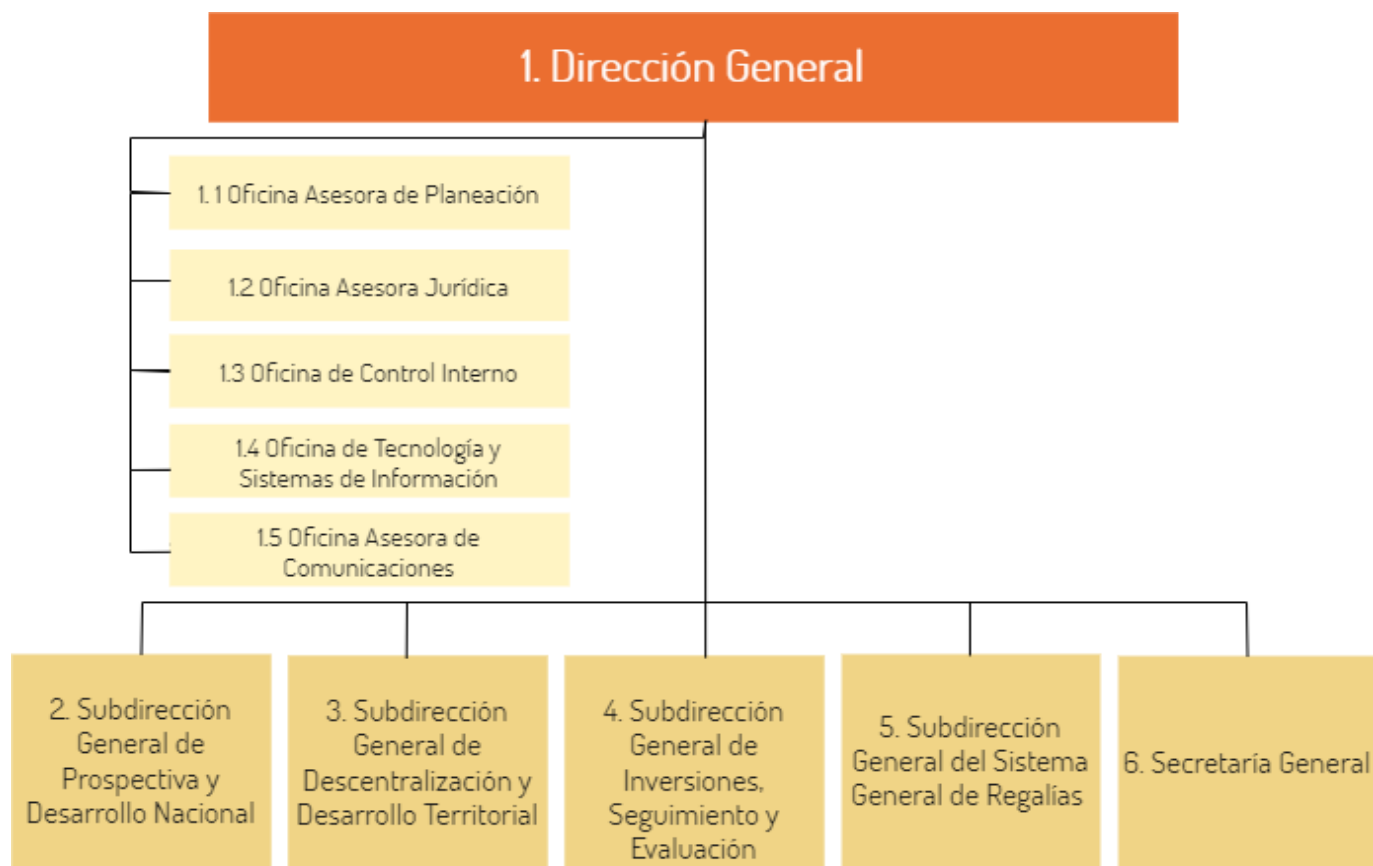 1. Dirección General
1. 1 Oficina Asesora de Planeación
1.2 Oficina Asesora Jurídica
1.3 Oficina de Control Interno
1.4 Oficina de Tecnología y
Sistemas de Información
1.5 Oficina Asesora de
Comunicaciones
2. Subdirección
General de
Prospectiva y
Desarrollo Nacional
3. Subdirección
General de
Descentralización y
Desarrollo Territorial
4. Subdirección
General de
Inversiones,
Seguimiento y
Evaluación
5. Subdirección
General del Sistema
General de Regalías
6. Secretaría General